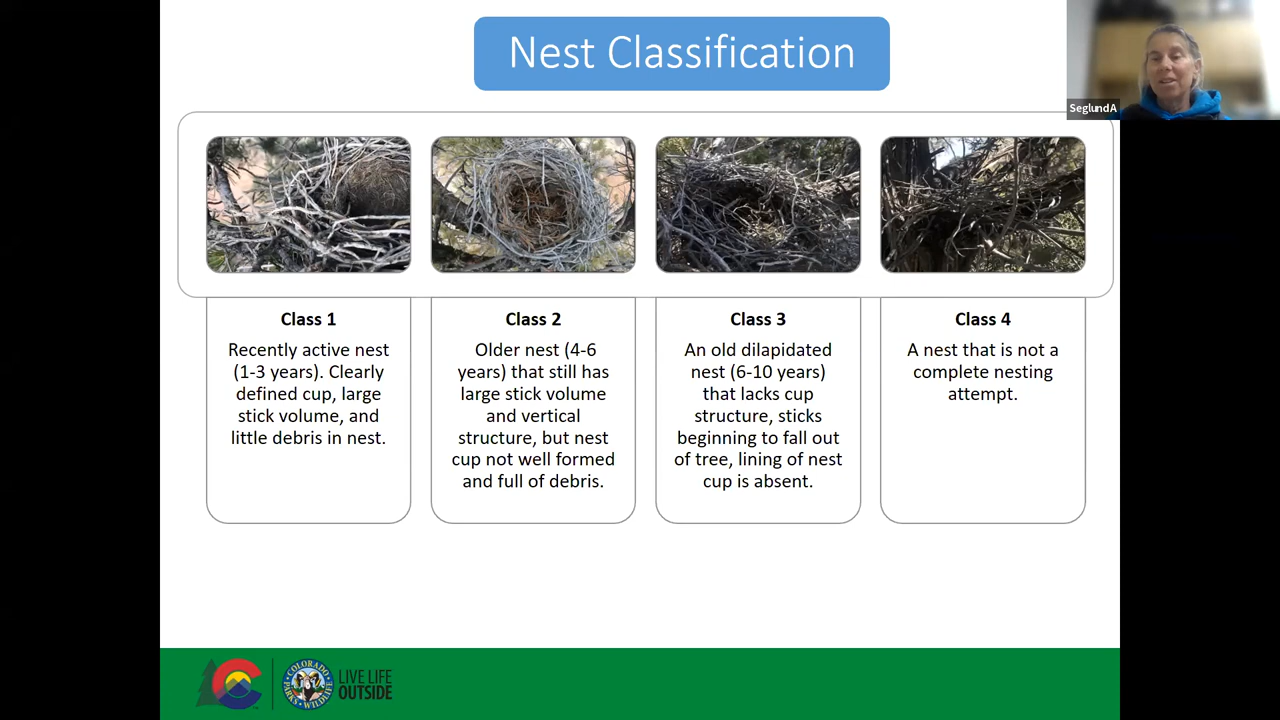 Nest Classification
SeglundA
Class 1
Recently active nest
(1-3 years). Clearly
defined cup, large
stick volume, and
little debris in nest.
Class 2
Older nest (4-6
years) that still has
large stick volume
and vertical
structure, but nest
cup not well formed
and full of debris.
Class 3
An old dilapidated
nest (6-10 years)
that lacks cup
structure, sticks
beginning to fall out
of tree, lining of nest
cup is absent.
Class 4
A nest that is not a
complete nesting
attempt.
COLORADO
PARKS & WILDLIFE
LIVE LIFE
OUTSIDE